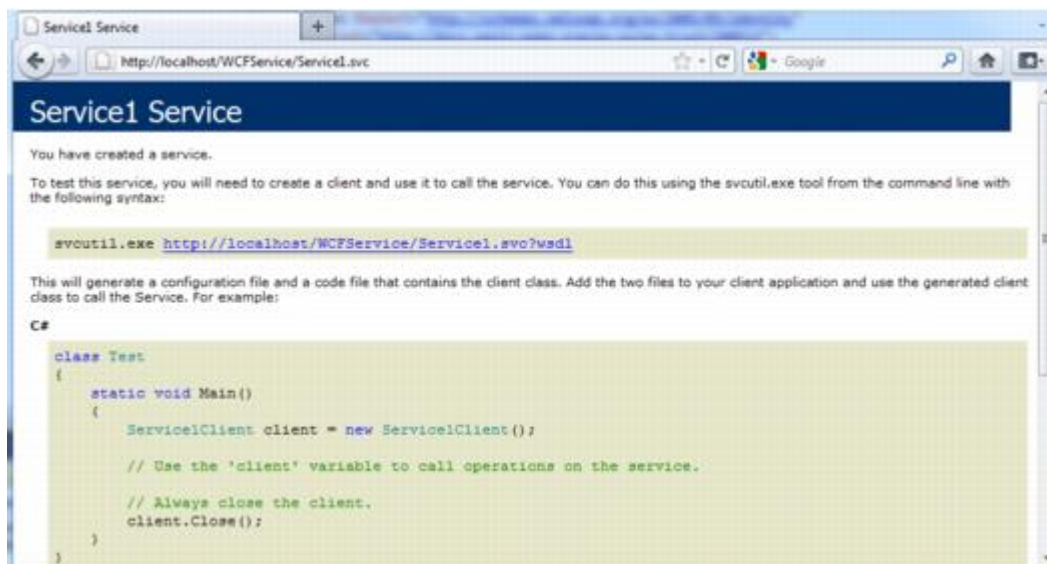 Service1 Service
+
http://localhost/WCFService/Service1.svc
Google
Service1 Service
You have created a service.
To test this service, you will need to create a client and use it to call the service. You can do this using the svcutil.exe tool from the command line with
the following syntax:
svcutil.exe http://localhost/WCFService/Service1.svc?wsdl
This will generate a configuration file and a code file that contains the client class. Add the two files to your client application and use the generated client
class to call the Service. For example:
C#
class Test
{
static void Main()
{
Service1Client client = new Service1Client();
// Use the 'client' variable to call operations on the service.
// Always close the client.
client.Close();
}
}